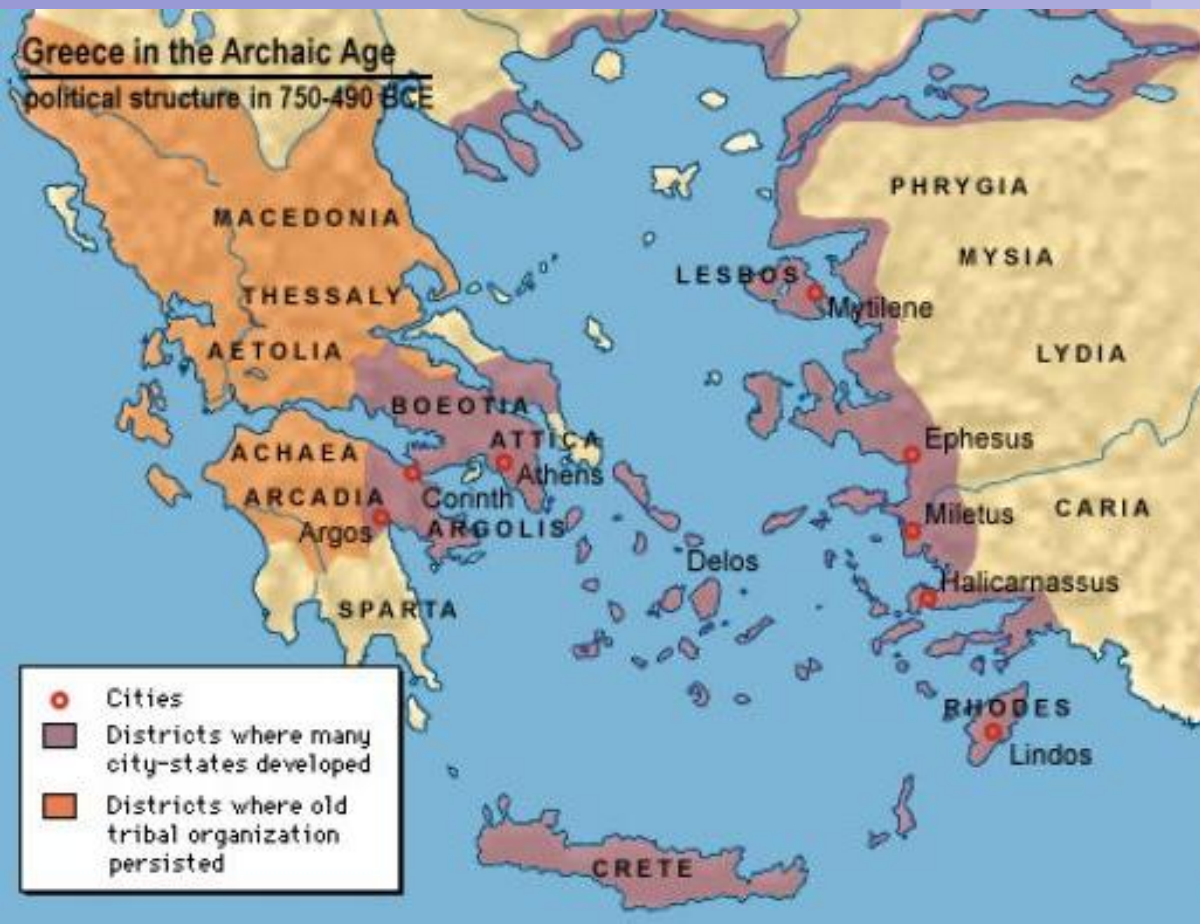 Greece in the Archaic Age
political structure in 750-490 BCE
PHRYGIA
MACEDONIA
MYSIA
LESBOS
THESSALY
Mytilene
AETOLIA
LYDIA
BOEOTIA
ATTICA
Ephesus
ACHAEA
Athens
ARCADIA
Corinth
CARIA
Miletus
Argos
ARGOLIS
Delos
Halicarnassus
SPARTA
RHODES
Lindos
CRETE
Cities
Districts where many
city-states developed
Districts where old
tribal organization
persisted